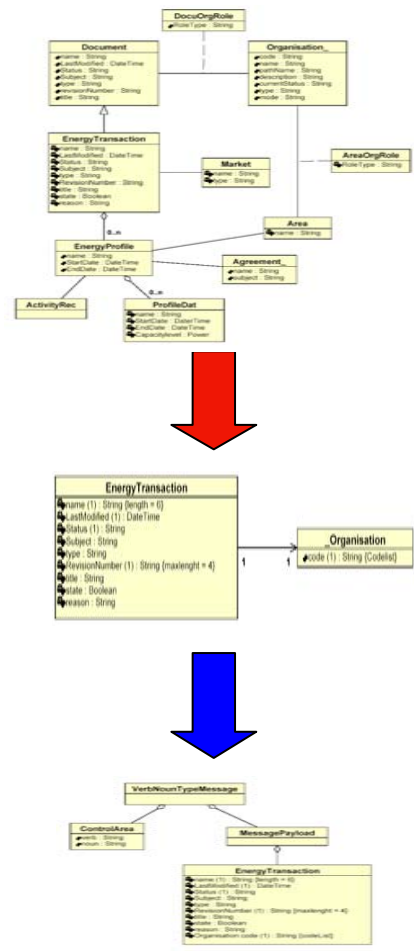 DocuOrgRole
RoleType : String
Document
name : String
LastModified : DateTime
Status : String
Subject : String
type : String
revisionNumber : String
title : String
Organisation_
code : String
name : String
pathName : String
description : String
currentStatus : String
type : String
mode : String
EnergyTransaction
name : String
LastModified : DateTime
Status : String
Subject : String
type : String
RevisionNumber : String
title : String
state : Boolean
reason : String
Market
name : String
type : String
AreaOrgRole
RoleType : String
Area
name : String
0..n
EnergyProfile
name : String
StartDate : DateTime
EndDate : DateTime
Agreement_
name : String
subject : String
0..n
ActivityRec
ProfileDat
name : String
StartDate : DaterTime
EndDate : DateTime
Capacitylevel : Power
EnergyTransaction
name (1) : String {length = 6}
LastModified (1) : DateTime
Status (1) : String
Subject : String
type : String
RevisionNumber (1) : String {maxlenght = 4}
title : String
state : Boolean
reason : String
1
1
_Organisation
code (1) : String {Codelist}
VerbNounTypeMessage
ControlArea
verb : String
noun : String
MessagePayload
EnergyTransaction
name (1) : String {length = 6}
LastModified (1) : DateTime
Status (1) : String
Subject : String
type : String
RevisionNumber (1) : String {maxlenght = 4}
title : String
state : Boolean
reason : String
Organisation code (1) : String {codeList}